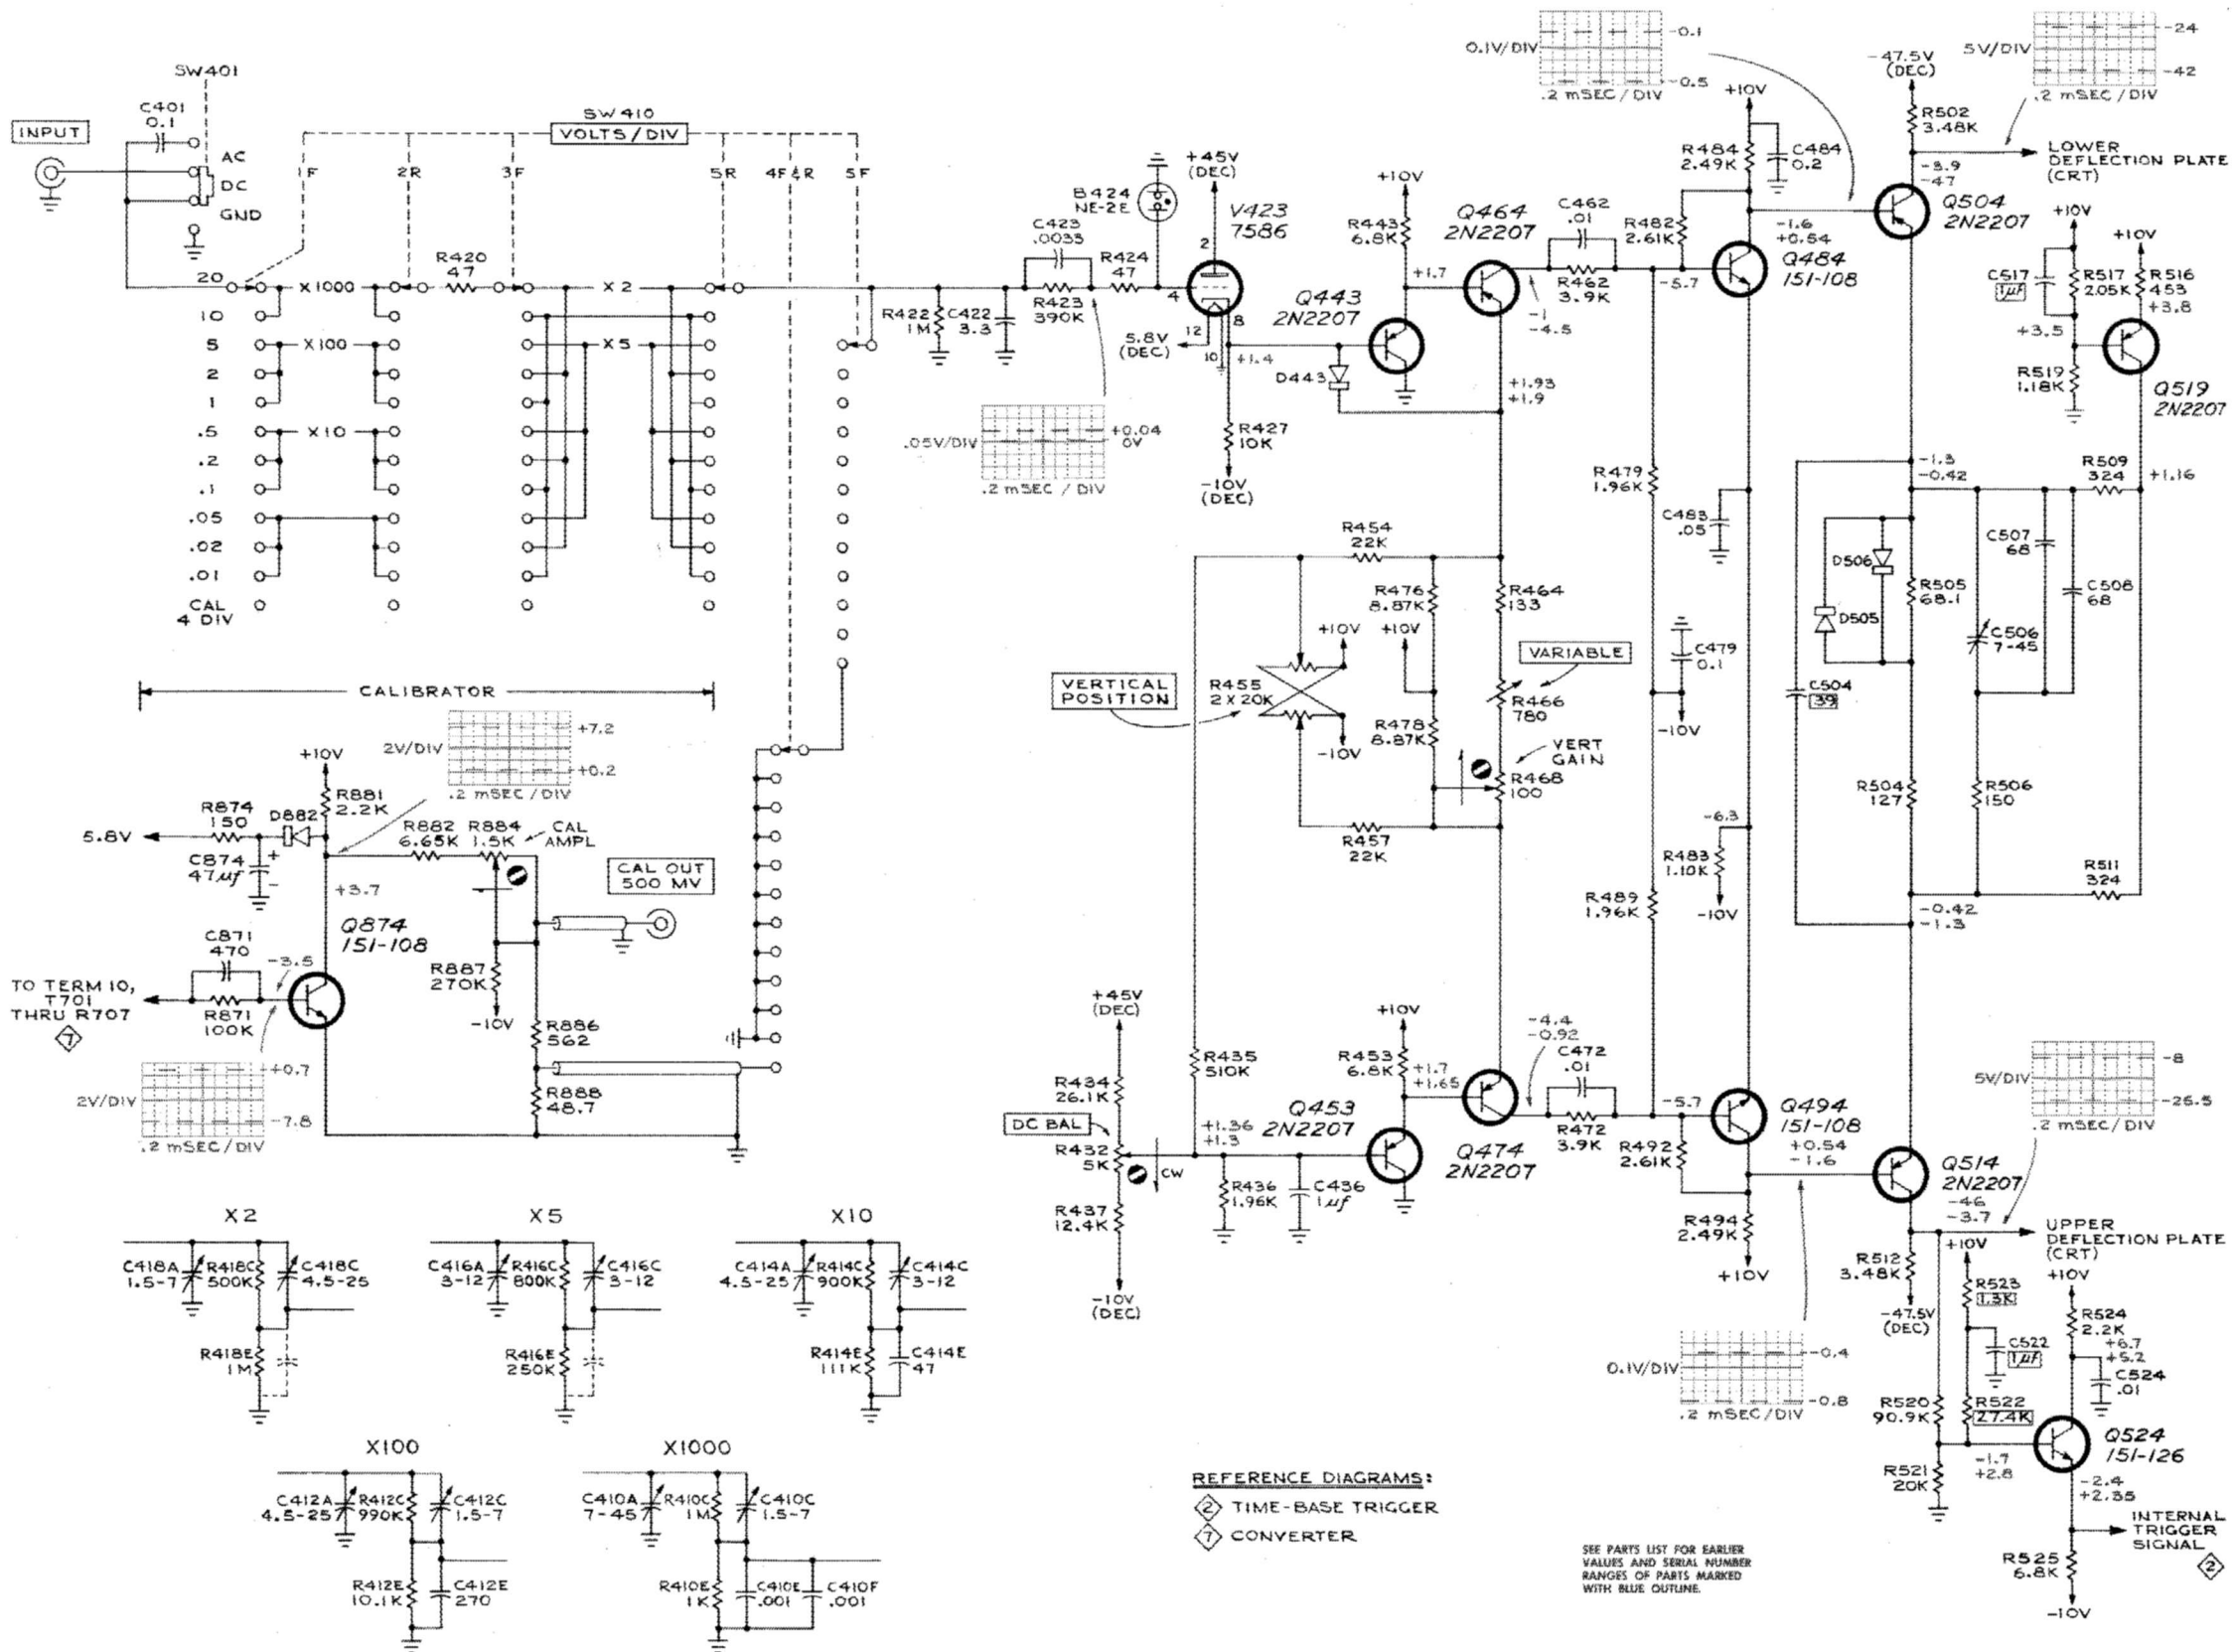 SW401
C401
0.1
INPUT
AC
DC
GND
SW410
VOLTS/DIV
1F
2R
3F
5R
4F&R
5F
R420
47
20
X1000
X 2
10
5
X100
X5
2
1
.5
X10
.2
.1
.05
.02
.01
CAL
4 DIV
B424
NE-2E
+45V
(DEC)
V423
7586
C423
.0033
R424
47
2
4
R422
1M
C422
3.3
R423
390K
12
8
10
5.8V
(DEC)
+1.4
.05V/DIV
+0.04
0V
.2 mSEC / DIV
R427
10K
-10V
(DEC)
+10V
R443
6.8K
+1.7
Q443
2N2207
D443
Q464
2N2207
-1
-4.5
+1.93
+1.9
C462
.01
R462
3.9K
0.1V/DIV
-0.1
-0.5
.2 mSEC / DIV
+10V
R484
2.49K
C484
0.2
R482
2.61K
-5.7
-1.6
+0.54
Q484
151-108
-47.5V
(DEC)
R502
3.48K
5V/DIV
-24
-42
.2 mSEC / DIV
LOWER
DEFLECTION PLATE
(CRT)
-3.9
-47
Q504
2N2207
+10V
C517
1µF
R517
2.05K
+10V
R516
453
+3.8
+3.5
R519
1.18K
Q519
2N2207
R479
1.96K
C483
.05
-1.3
-0.42
R509
324
+1.16
D506
D505
R505
68.1
C507
68
C508
68
C506
7-45
C504
39
R504
127
R506
150
R511
324
-0.42
-1.3
R454
22K
R476
8.87K
R464
133
+10V
+10V
VERTICAL
POSITION
R455
2 X 20K
-10V
R478
8.87K
VARIABLE
R466
780
VERT
GAIN
R468
100
R457
22K
C479
0.1
-10V
-6.3
R483
1.10K
-10V
R489
1.96K
CALIBRATOR
2V/DIV
+7.2
+0.2
.2 mSEC / DIV
+10V
R881
2.2K
R874
150
D882
5.8V
C874
47µf
+
-
+3.7
R882
6.65K
R884
1.5K
CAL
AMPL
CAL OUT
500 MV
Q874
151-108
C871
470
-3.5
TO TERM 10,
T701
THRU R707
7
R871
100K
R887
270K
-10V
R886
562
R888
48.7
2V/DIV
+0.7
-7.8
.2 mSEC / DIV
+45V
(DEC)
R434
26.1K
DC BAL
R432
5K
CW
R437
12.4K
-10V
(DEC)
R435
510K
+1.36
+1.3
R436
1.96K
C436
1µf
+10V
R453
6.8K
+1.7
+1.65
Q453
2N2207
Q474
2N2207
-4.4
-0.92
C472
.01
R472
3.9K
-5.7
R492
2.61K
Q494
151-108
+0.54
-1.6
R494
2.49K
+10V
0.1V/DIV
-0.4
-0.8
.2 mSEC/DIV
5V/DIV
-8
-26.5
.2 mSEC/DIV
Q514
2N2207
-46
-3.7
UPPER
DEFLECTION PLATE
(CRT)
R512
3.48K
-47.5V
(DEC)
+10V
R523
1.3K
C522
1µF
+10V
R524
2.2K
+6.7
+5.2
C524
.01
R520
90.9K
R522
27.4K
R521
20K
-1.7
+2.8
Q524
151-126
-2.4
+2.35
INTERNAL
TRIGGER
SIGNAL
2
R525
6.8K
-10V
X2
C418A
1.5-7
R418C
500K
C418C
4.5-25
R418E
1M
X5
C416A
3-12
R416C
800K
C416C
3-12
R416E
250K
X10
C414A
4.5-25
R414C
900K
C414C
3-12
R414E
111K
C414E
47
X100
C412A
4.5-25
R412C
990K
C412C
1.5-7
R412E
10.1K
C412E
270
X1000
C410A
7-45
R410C
1M
C410C
1.5-7
R410E
1K
C410E
.001
C410F
.001
REFERENCE DIAGRAMS:
2 TIME-BASE TRIGGER
7 CONVERTER
SEE PARTS LIST FOR EARLIER
VALUES AND SERIAL NUMBER
RANGES OF PARTS MARKED
WITH BLUE OUTLINE.